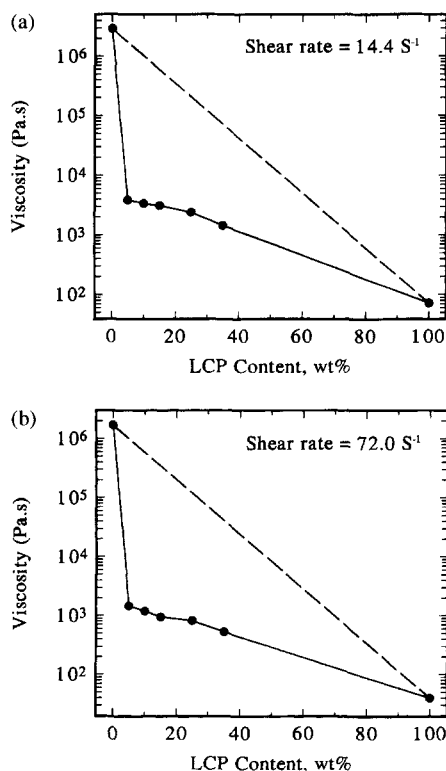 (a)
Shear rate = 14.4 S⁻¹
10⁶
10⁵
10⁴
10³
10²
Viscosity (Pa.s)
0 20 40 60 80 100
LCP Content, wt%
(b)
Shear rate = 72.0 S⁻¹
10⁶
10⁵
10⁴
10³
10²
Viscosity (Pa.s)
0 20 40 60 80 100
LCP Content, wt%